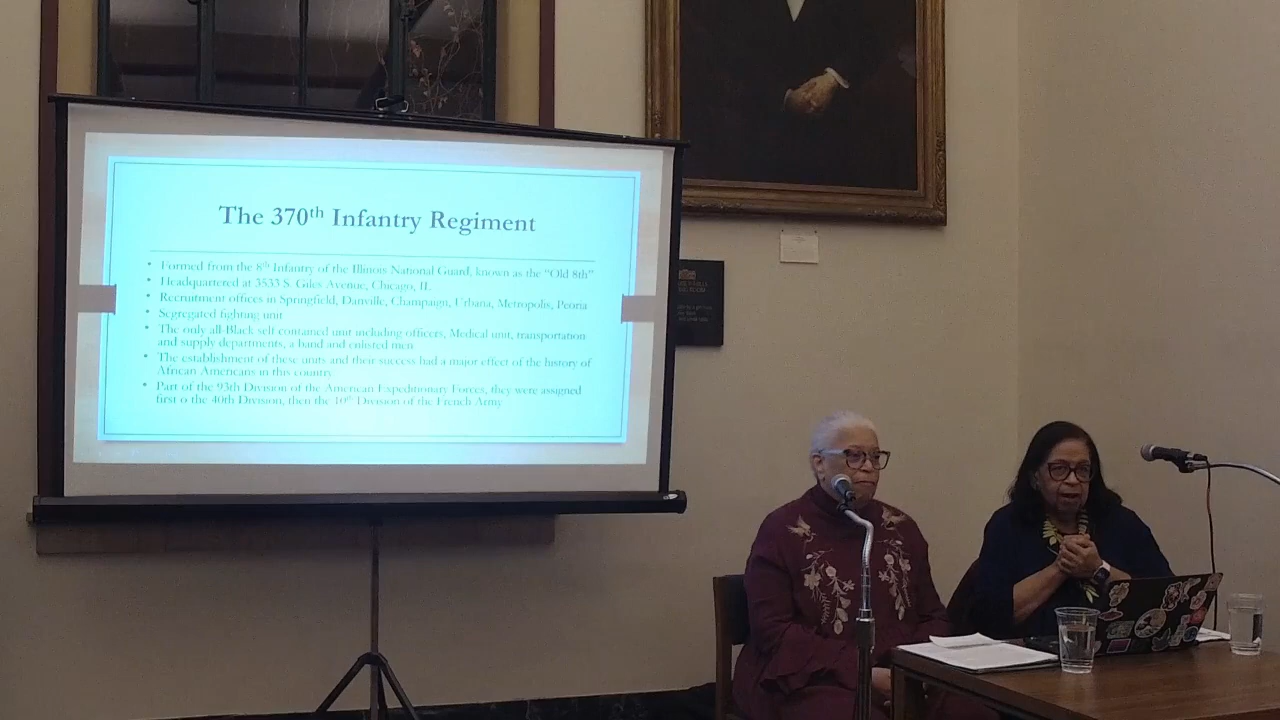 The 370th Infantry Regiment
• Formed from the 8th Infantry of the Illinois National Guard, known as the "Old 8th"
• Headquartered at 3533 S. Giles Avenue, Chicago, IL
• Recruitment offices in Springfield, Danville, Champaign, Urbana, Metropolis, Peoria
• Segregated fighting unit
• The only all-Black self contained unit including officers, Medical unit, transportation
and supply departments, a band and enlisted men
• The establishment of these units and their success had a major effect of the history of
African Americans in this country
• Part of the 93th Division of the American Expeditionary Forces, they were assigned
first o the 40th Division, then the 10th Division of the French Army